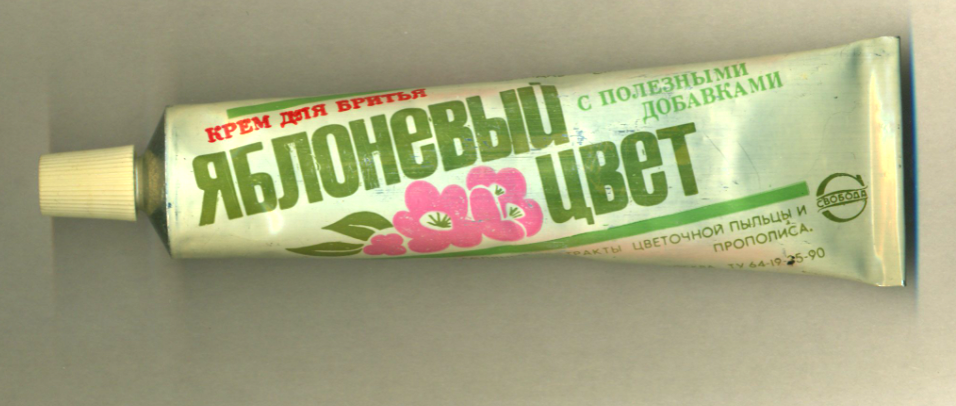 КРЕМ ДЛЯ БРИТЬЯ
ЯБЛОНЕВЫЙ
ЦВЕТ
С ПОЛЕЗНЫМИ
ДОБАВКАМИ
СВОБОДА
ЦВЕТОЧНОЙ ПЫЛЬЦЫ И
ПРОПОЛИСА.
ТУ 64-19-25-90